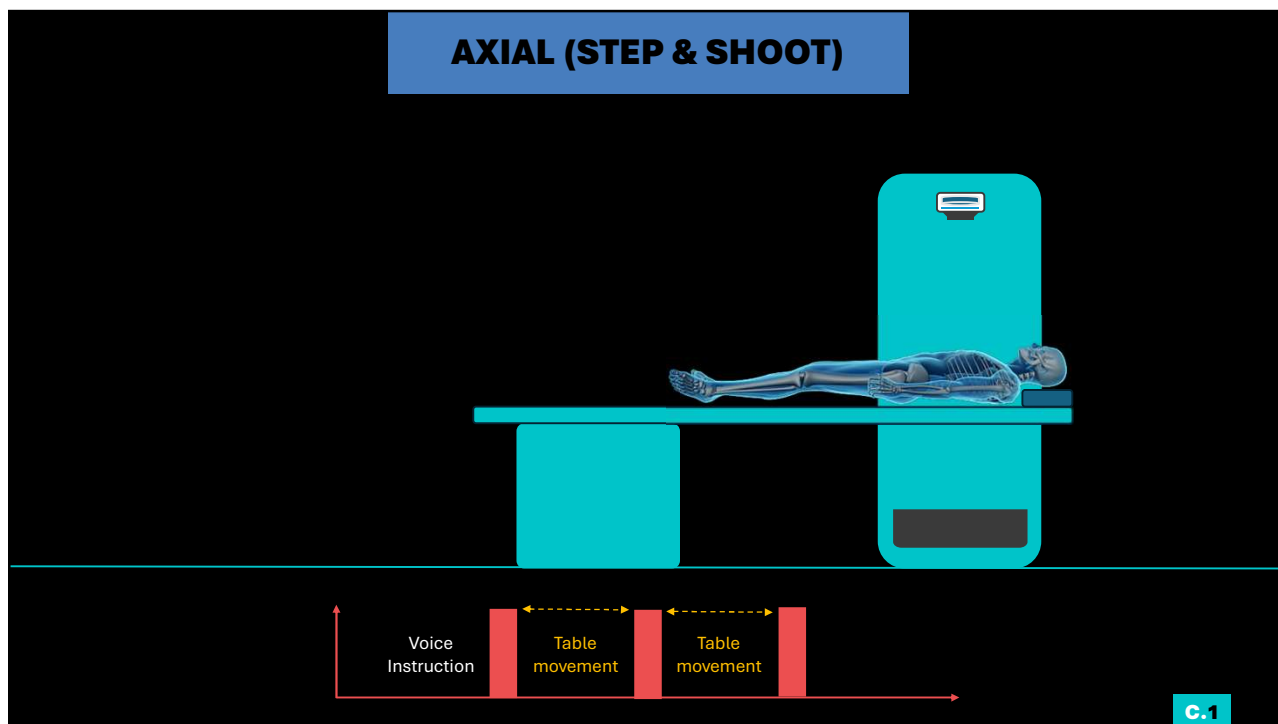 AXIAL (STEP & SHOOT)
Voice
Instruction
Table
movement
Table
movement
C.1